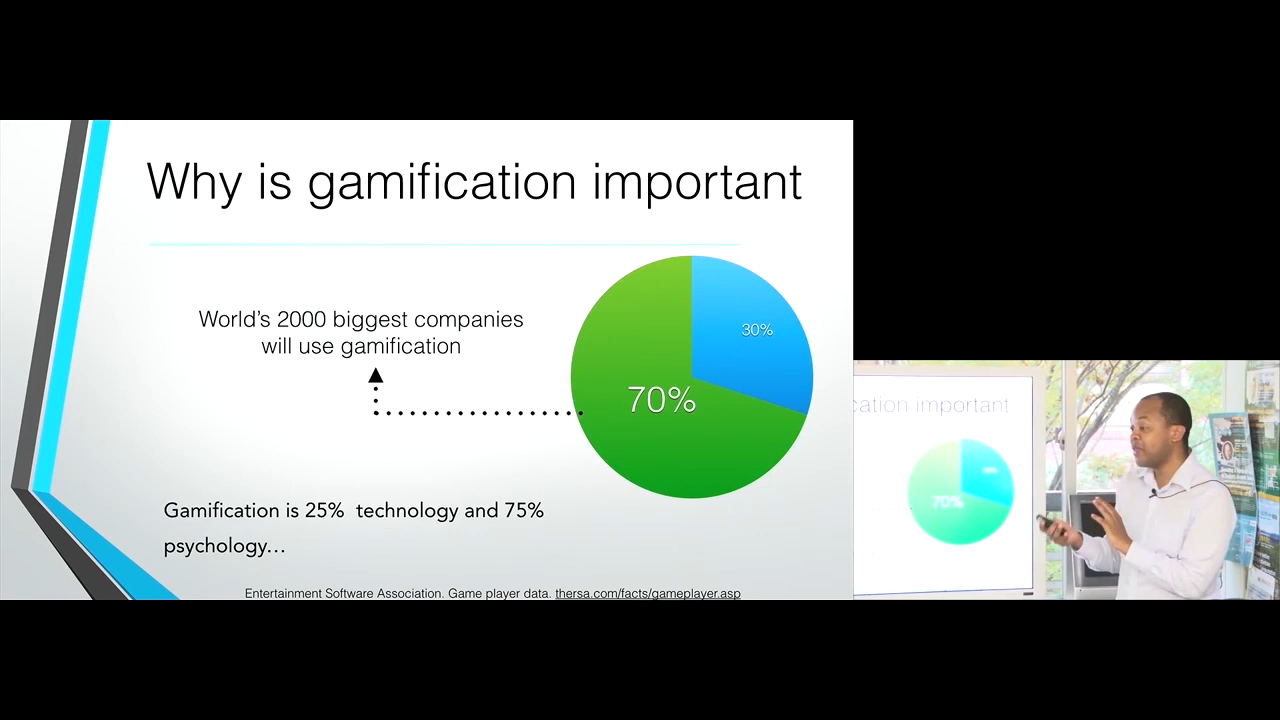 Why is gamification important
World's 2000 biggest companies
will use gamification
30%
70%
Gamification is 25%  technology and 75%
psychology...
Entertainment Software Association. Game player data. thersa.com/facts/gameplayer.asp
cation important
70%